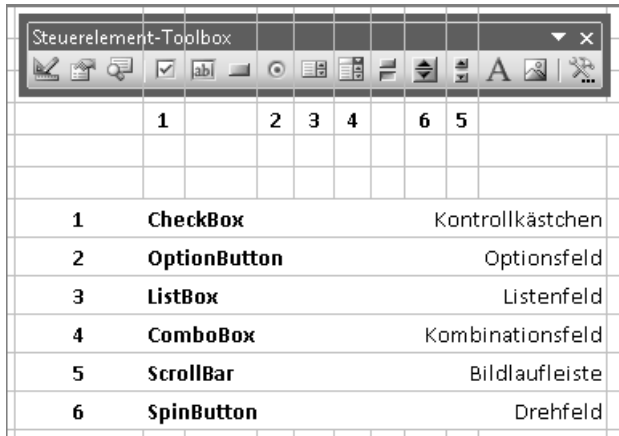 Steuerelement-Toolbox
ab A
1 2 3 4 6 5
1 CheckBox Kontrollkästchen
2 OptionButton Optionsfeld
3 ListBox Listenfeld
4 ComboBox Kombinationsfeld
5 ScrollBar Bildlaufleiste
6 SpinButton Drehfeld